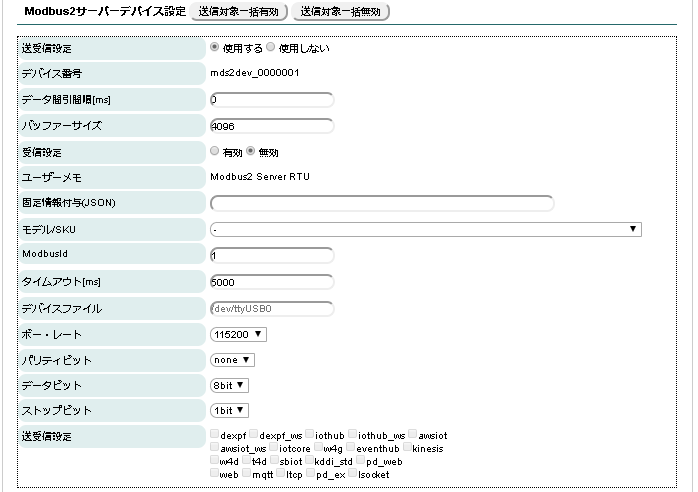 Modbus2サーバーデバイス設定 送信対象一括有効 送信対象一括無効
送受信設定 使用する 使用しない
デバイス番号 mds2dev_0000001
データ間引間隔[ms] 0
バッファーサイズ 4096
受信設定 有効 無効
ユーザーメモ Modbus2 Server RTU
固定情報付与(JSON)
モデル/SKU -
ModbusId 1
タイムアウト[ms] 5000
デバイスファイル /dev/ttyUSB0
ボー・レート 115200
パリティビット none
データビット 8bit
ストップビット 1bit
送受信設定 dexpf dexpf_ws iothub iothub_ws awsiot
awsiot_ws iotcore w4g eventhub kinesis
w4d t4d sbiot kddi_std pd_web
web mqtt ltcp pd_ex lsocket